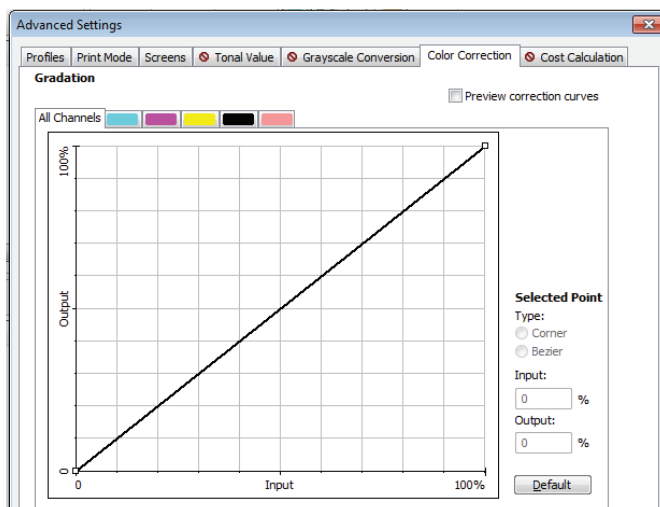 Advanced Settings
Profiles Print Mode Screens Tonal Value Grayscale Conversion Color Correction Cost Calculation
Gradation
Preview correction curves
All Channels
100%
Output
0
0 Input 100%
Selected Point
Type:
Corner
Bezier
Input:
0 %
Output:
0 %
Default